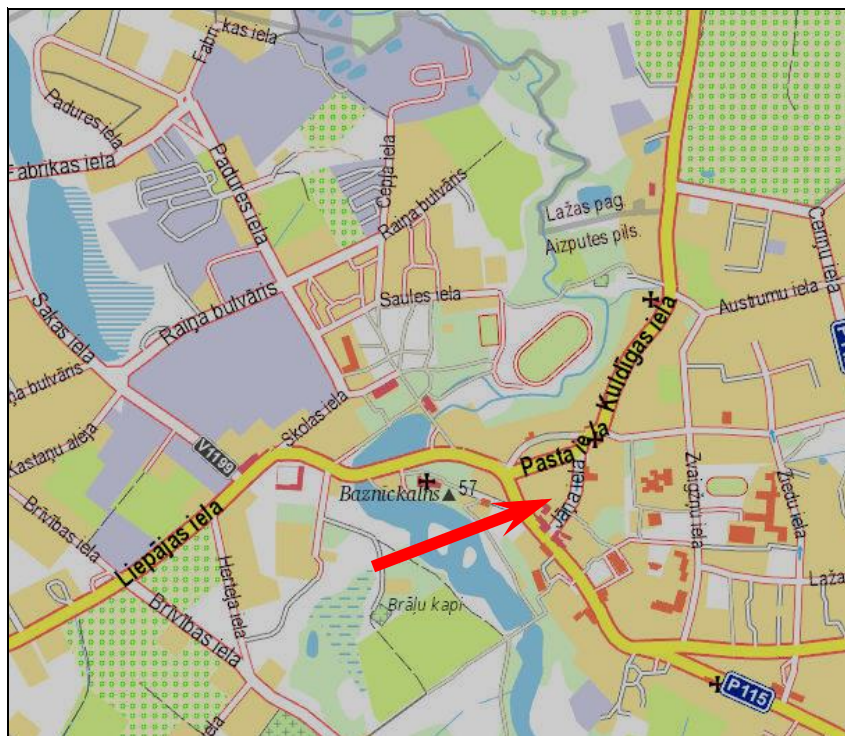 Fabrikas iela
Padures iela
Fabrikas iela
Padures iela
Cepļa iela
Raiņa bulvāris
Lažas pag.
Aizputes pils.
Ceriņu iela
Saules iela
Austrumu iela
Raiņa bulvāris
Sakas iela
bulvāris
Kuldīgas iela
Skolas iela
Kastaņu aleja
V1199
Pasta iela
Jāņa iela
Zvaigžņu iela
Ziedu iela
Baznīckalns
57
Brīvības iela
Liepājas iela
Herteļa iela
Brīvības iela
Brāļu kapi
Laža
P115